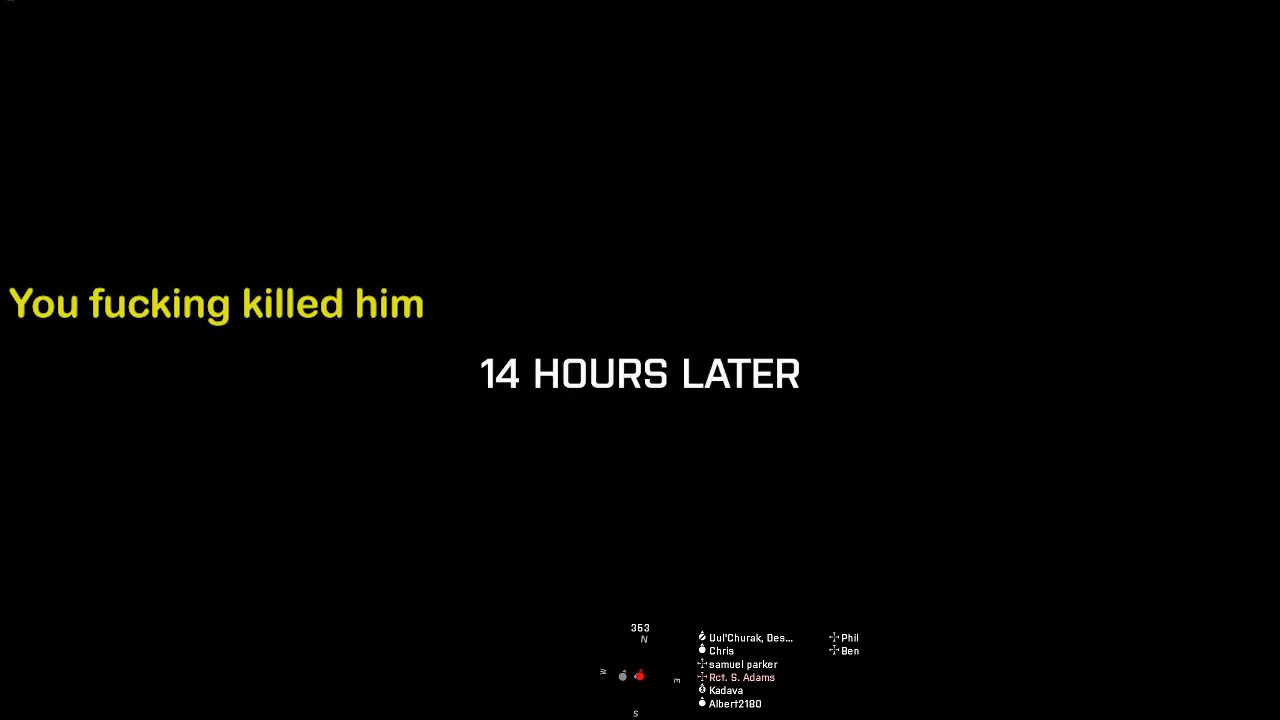 You fucking killed him
14 HOURS LATER
363
N
W
E
S
Uul'Churak, Des...
Chris
samuel parker
Rct. S. Adams
Kadava
Albert2180
Phil
Ben